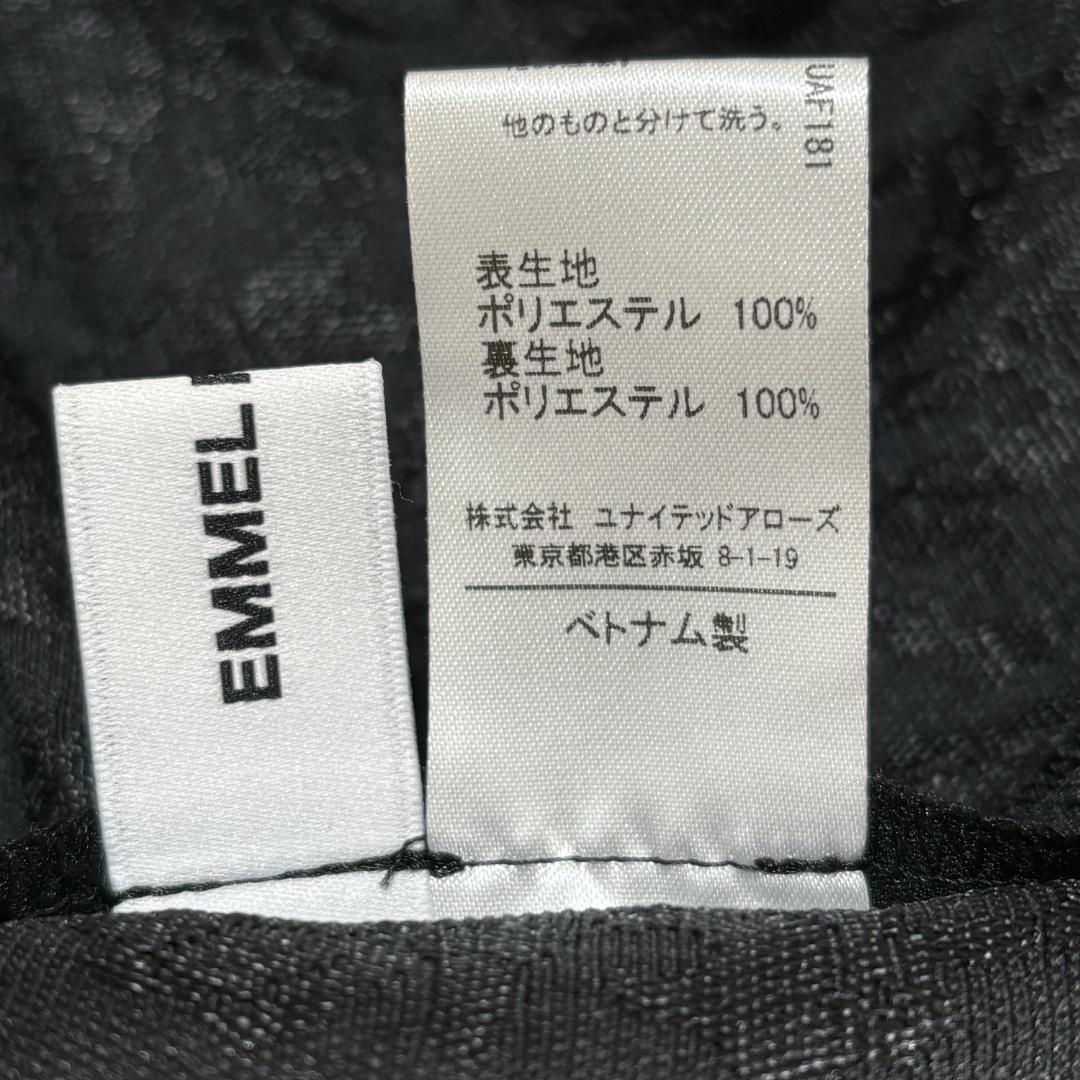 他のものと分けて洗う。
UAF181
表生地
ポリエステル 100%
裏生地
ポリエステル 100%
株式会社 ユナイテッドアローズ
東京都港区赤坂 8-1-19
ベトナム製
EMMEL